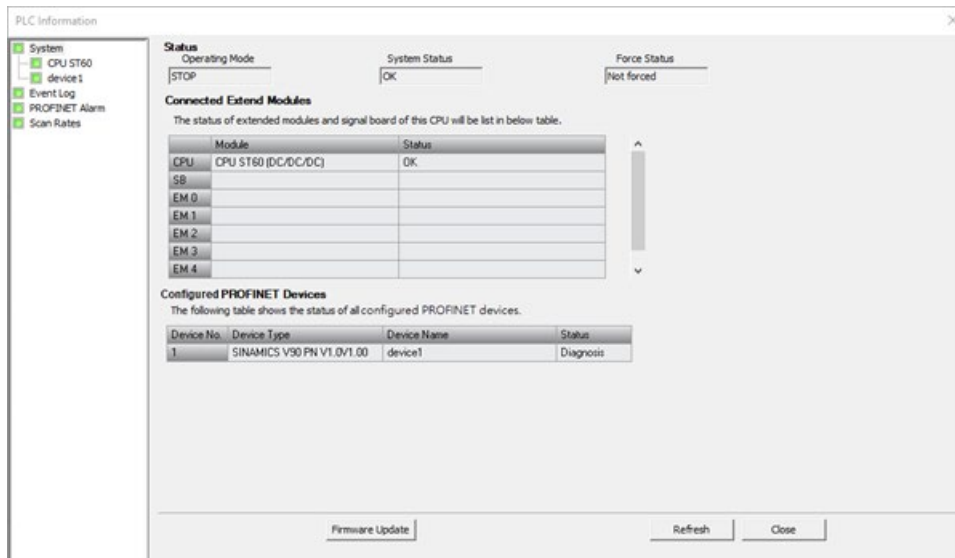 PLC Information
System
CPU ST60
device1
Event Log
PROFINET Alarm
Scan Rates
Status
Operating Mode System Status Force Status
STOP OK Not forced
Connected Extend Modules
The status of extended modules and signal board of this CPU will be list in below table.
Module Status
CPU CPU ST60 (DC/DC/DC) OK
SB
EM 0
EM 1
EM 2
EM 3
EM 4
Configured PROFINET Devices
The following table shows the status of all configured PROFINET devices.
Device No. Device Type Device Name Status
1 SINAMICS V90 PN V1.0V1.00 device1 Diagnosis
Firmware Update Refresh Close